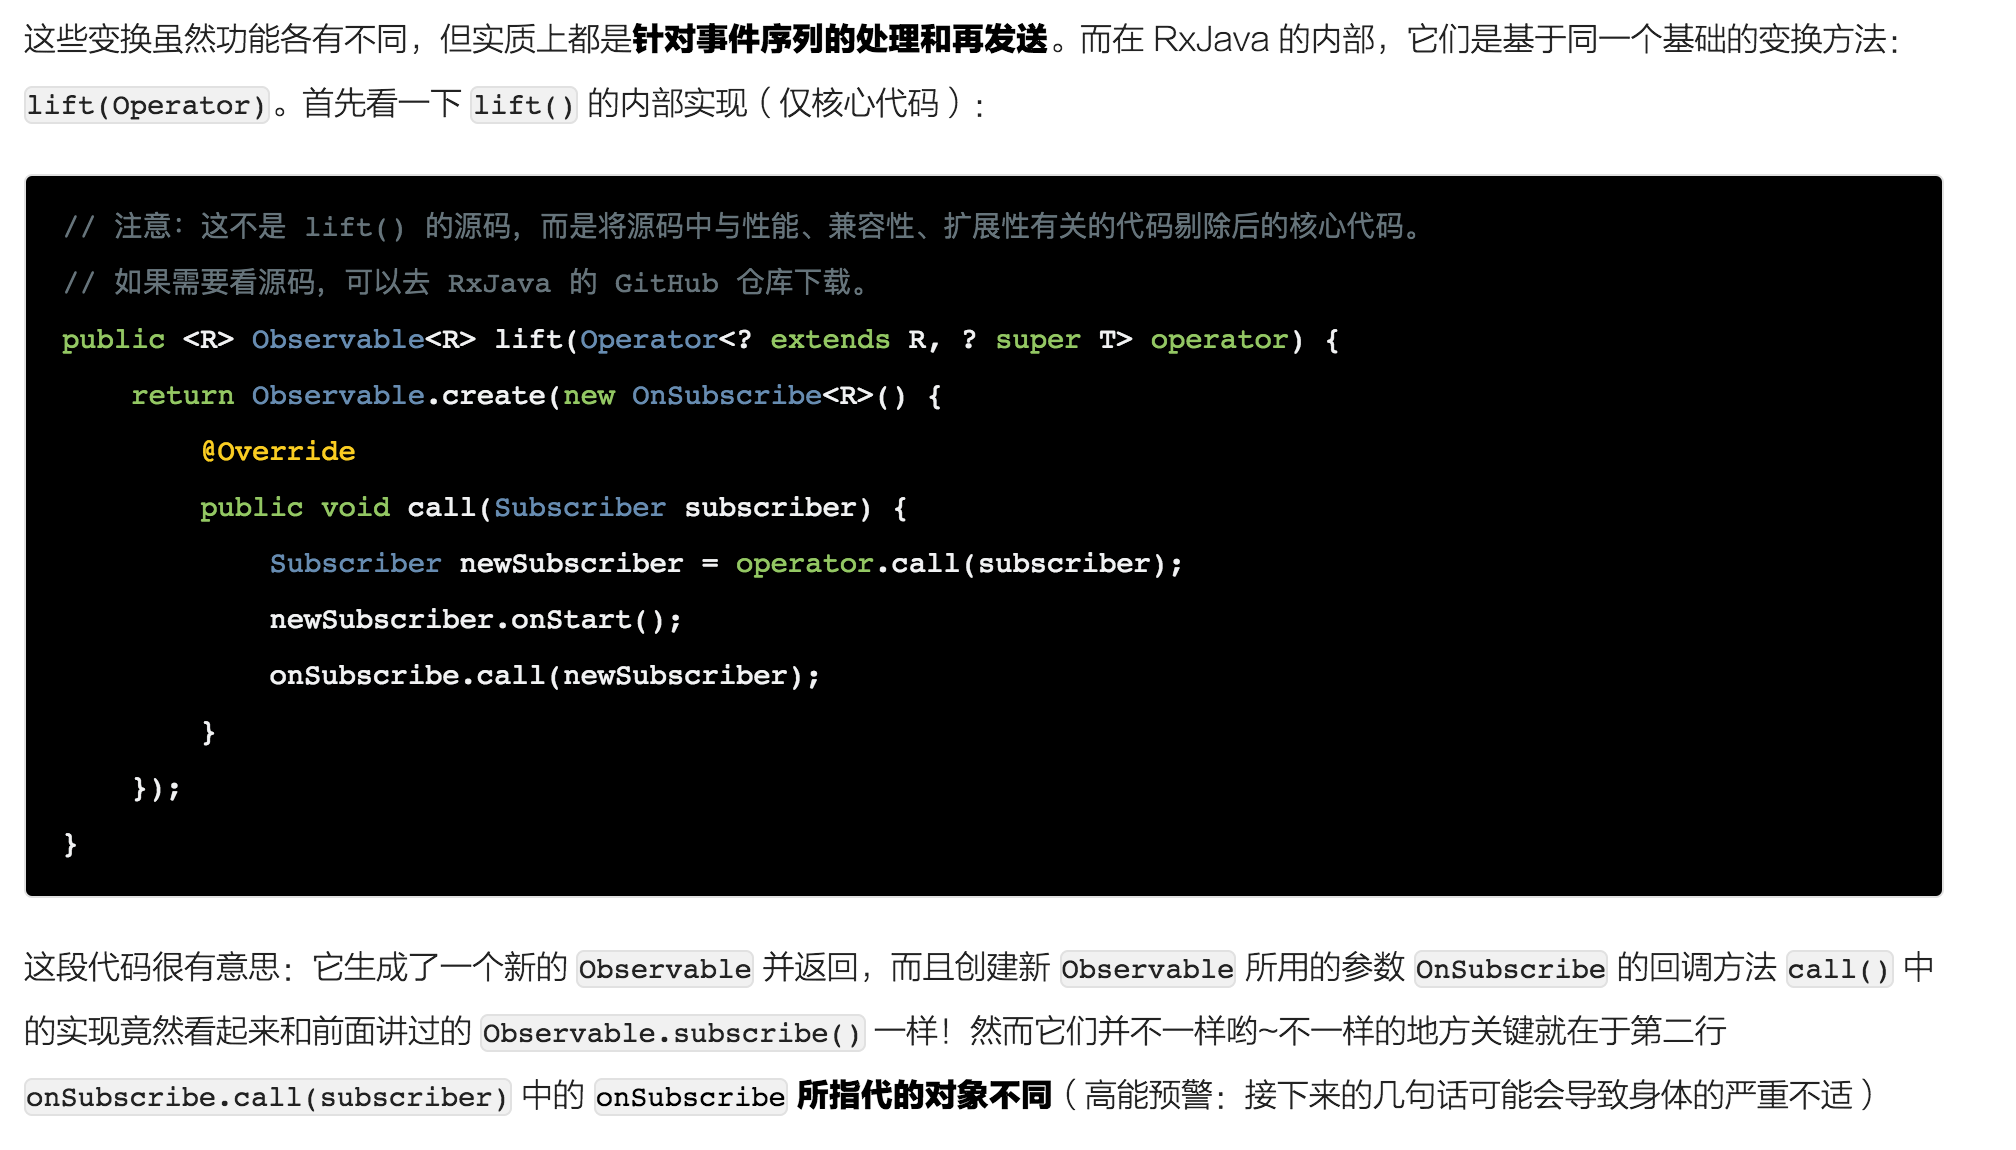 这些变换虽然功能各有不同，但实质上都是针对事件序列的处理和再发送。而在 RxJava 的内部，它们是基于同一个基础的变换方法：
lift(Operator)。首先看一下 lift() 的内部实现（仅核心代码）：
// 注意：这不是 lift() 的源码，而是将源码中与性能、兼容性、扩展性有关的代码剔除后的核心代码。
// 如果需要看源码，可以去 RxJava 的 GitHub 仓库下载。
public <R> Observable<R> lift(Operator<? extends R, ? super T> operator) {
    return Observable.create(new OnSubscribe<R>() {
        @Override
        public void call(Subscriber subscriber) {
            Subscriber newSubscriber = operator.call(subscriber);
            newSubscriber.onStart();
            onSubscribe.call(newSubscriber);
        }
    });
}
这段代码很有意思：它生成了一个新的 Observable 并返回，而且创建新 Observable 所用的参数 OnSubscribe 的回调方法 call() 中
的实现竟然看起来和前面讲过的 Observable.subscribe() 一样！然而它们并不一样哟~不一样的地方关键就在于第二行
onSubscribe.call(subscriber) 中的 onSubscribe 所指代的对象不同（高能预警：接下来的几句话可能会导致身体的严重不适）